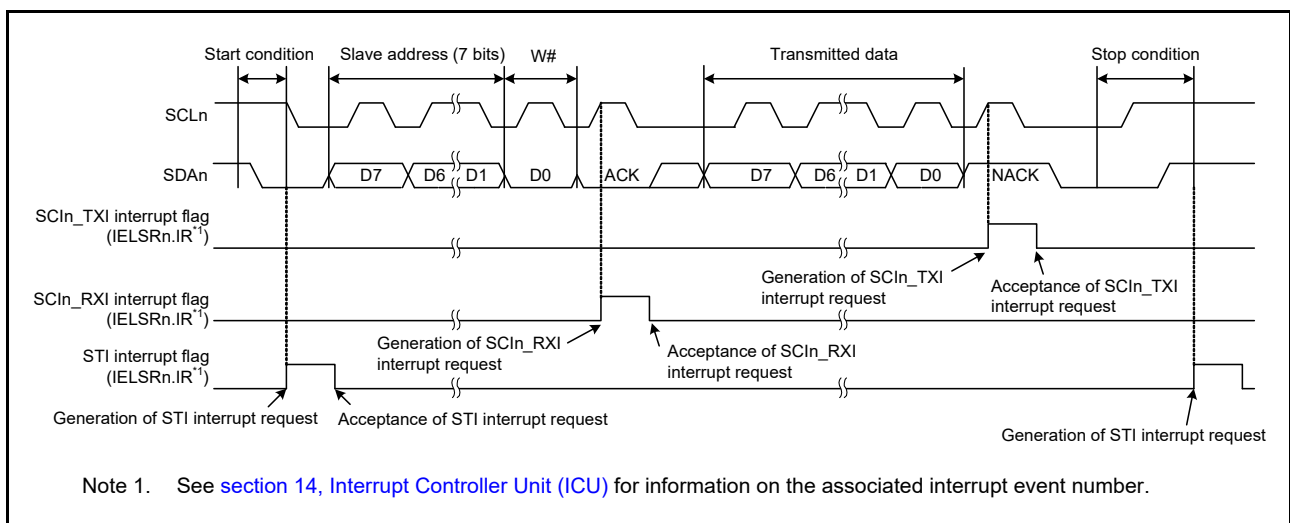 Start condition
Slave address (7 bits)
W#
Transmitted data
Stop condition
SCLn
SDAn
D7
D6
D1
D0
ACK
D7
D6
D1
D0
NACK
SCIn_TXI interrupt flag
(IELSRn.IR*1)
Generation of SCIn_TXI
interrupt request
Acceptance of SCIn_TXI
interrupt request
SCIn_RXI interrupt flag
(IELSRn.IR*1)
Generation of SCIn_RXI
interrupt request
Acceptance of SCIn_RXI
interrupt request
STI interrupt flag
(IELSRn.IR*1)
Generation of STI interrupt request
Acceptance of STI interrupt request
Generation of STI interrupt request
Note 1. See section 14, Interrupt Controller Unit (ICU) for information on the associated interrupt event number.